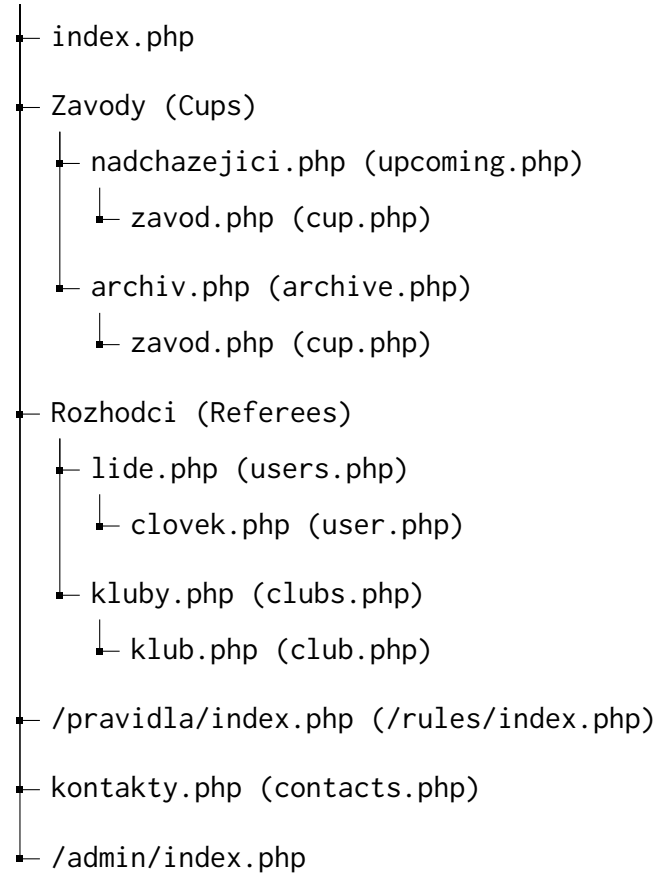 index.php
Zavody (Cups)
nadchazejici.php (upcoming.php)
zavod.php (cup.php)
archiv.php (archive.php)
zavod.php (cup.php)
Rozhodci (Referees)
lide.php (users.php)
clovek.php (user.php)
kluby.php (clubs.php)
klub.php (club.php)
/pravidla/index.php (/rules/index.php)
kontakty.php (contacts.php)
/admin/index.php